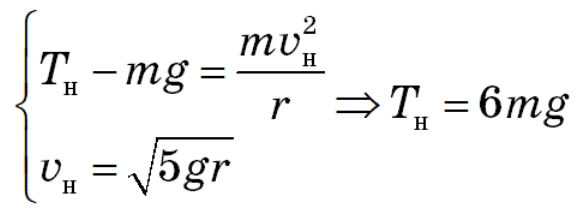 T_н − mg = mv_н² / r
⇒ T_н = 6mg
v_н = √5gr